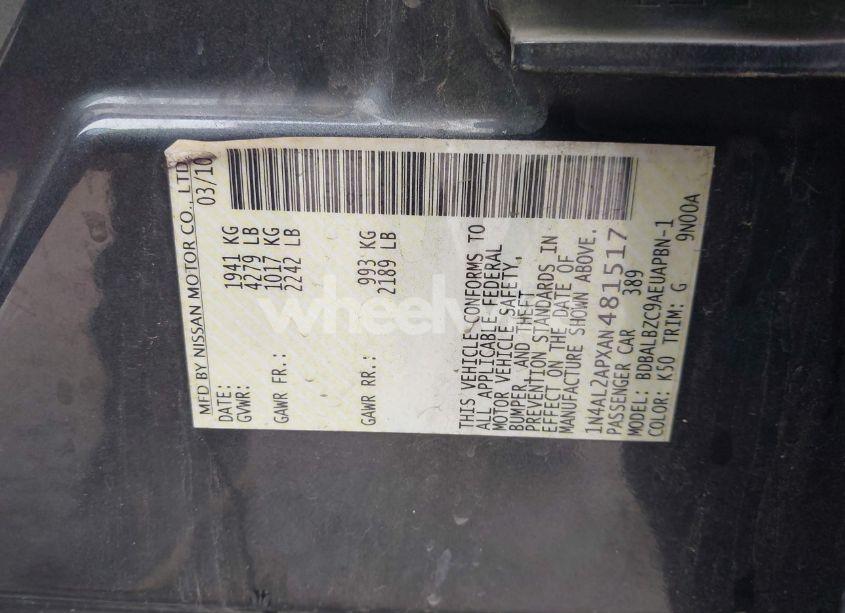 MFD BY NISSAN MOTOR CO., LTD
DATE: 03/10
GVWR: 1941 KG
4279 LB
GAWR FR.: 1017 KG
2242 LB
GAWR RR.: 993 KG
2189 LB
THIS VEHICLE CONFORMS TO
ALL APPLICABLE FEDERAL
MOTOR VEHICLE SAFETY,
BUMPER, AND THEFT
PREVENTION STANDARDS IN
EFFECT ON THE DATE OF
MANUFACTURE SHOWN ABOVE.
1N4AL2APXAN481517
PASSENGER CAR 389
MODEL: BDBALBZC9AEUAPBN-1
COLOR: K50 TRIM: G 9N00A